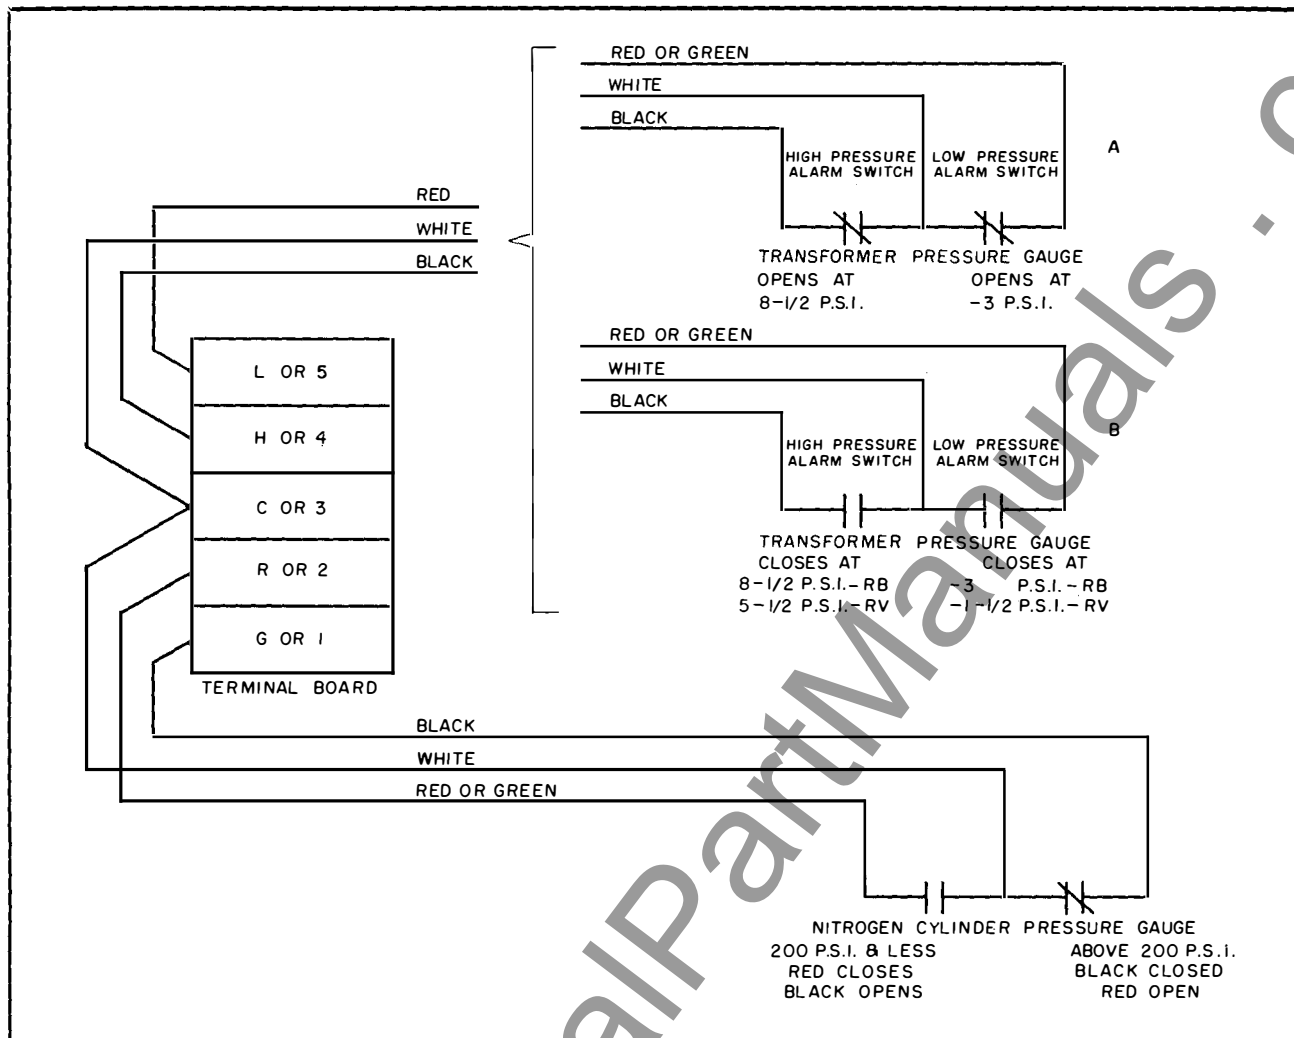 RED OR GREEN
WHITE
BLACK
HIGH PRESSURE
ALARM SWITCH
LOW PRESSURE
ALARM SWITCH
A
TRANSFORMER PRESSURE GAUGE
OPENS AT
8-1/2 P.S.I.
OPENS AT
-3 P.S.I.
RED
WHITE
BLACK
RED OR GREEN
WHITE
BLACK
HIGH PRESSURE
ALARM SWITCH
LOW PRESSURE
ALARM SWITCH
B
TRANSFORMER PRESSURE GAUGE
CLOSES AT
8-1/2 P.S.I.-RB
5-1/2 P.S.I.-RV
CLOSES AT
-3 P.S.I.-RB
-1-1/2 P.S.I.-RV
L OR 5
H OR 4
C OR 3
R OR 2
G OR 1
TERMINAL BOARD
BLACK
WHITE
RED OR GREEN
NITROGEN CYLINDER PRESSURE GAUGE
200 P.S.I. & LESS
RED CLOSES
BLACK OPENS
ABOVE 200 P.S.I.
BLACK CLOSED
RED OPEN
alPartManuals . c